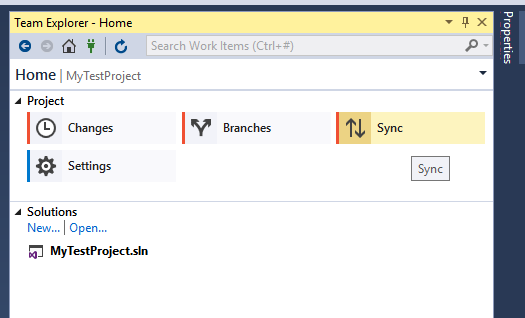 Team Explorer - Home
Search Work Items (Ctrl+#)
Home | MyTestProject
Project
Changes
Branches
Sync
Settings
Sync
Solutions
New... | Open...
MyTestProject.sln
Properties